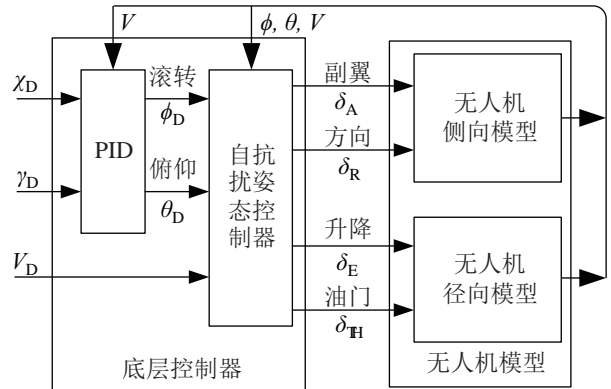 V
ϕ, θ, V
χD
滚转
ϕD
PID
γD
俯仰
θD
VD
自抗
扰姿
态控
制器
底层控制器
副翼
δA
方向
δR
升降
δE
油门
δTH
无人机
侧向模型
无人机
径向模型
无人机模型